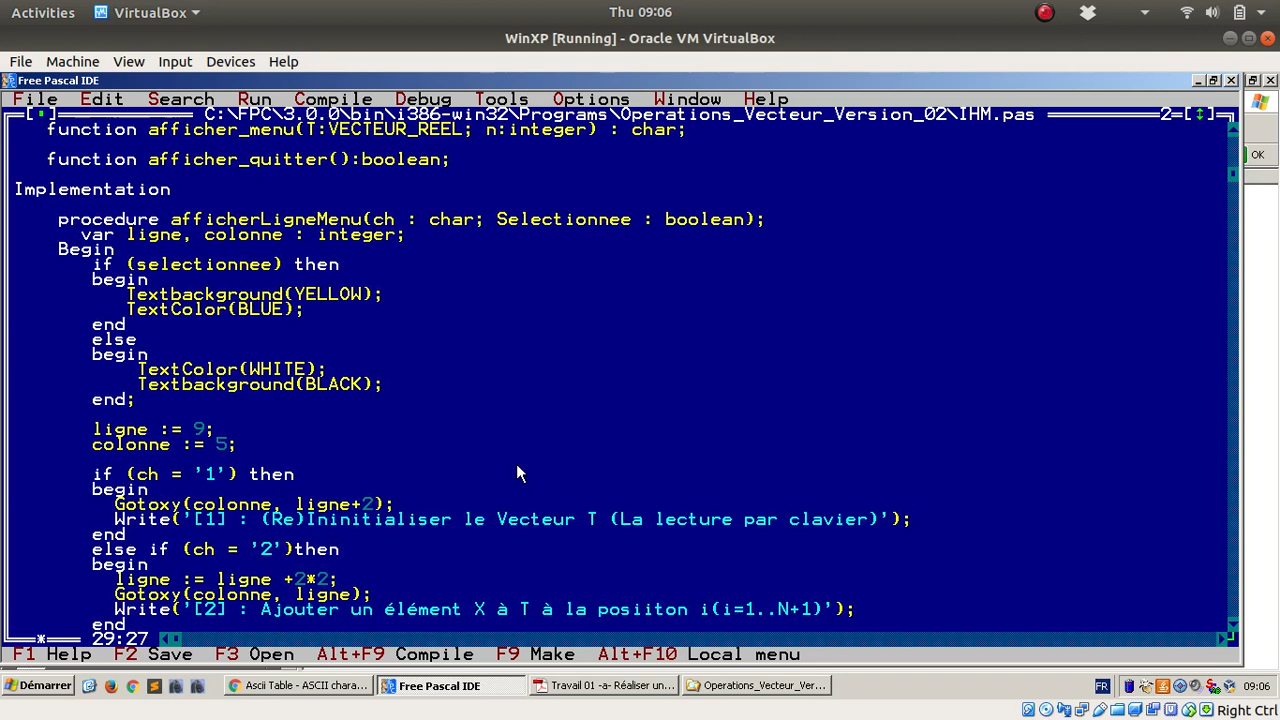 Activities VirtualBox Thu 09:06
WinXP [Running] - Oracle VM VirtualBox
File Machine View Input Devices Help
Free Pascal IDE
File Edit Search Run Compile Debug Tools Options Window Help
C:\FPC\3.0.0\bin\i386-win32\Programs\Operations_Vecteur_Version_02\IHM.pas 2=[↕]
function afficher_menu(T:VECTEUR_REEL; n:integer) : char;
function afficher_quitter():boolean;
OK
Implementation
procedure afficherLigneMenu(ch : char; Selectionnee : boolean);
var ligne, colonne : integer;
Begin
if (selectionnee) then
begin
Textbackground(YELLOW);
TextColor(BLUE);
end
else
begin
TextColor(WHITE);
Textbackground(BLACK);
end;
ligne := 9;
colonne := 5;
if (ch = '1') then
begin
Gotoxy(colonne, ligne+2);
Write('[1] : (Re)Ininitialiser le Vecteur T (La lecture par clavier)');
end
else if (ch = '2')then
begin
ligne := ligne +2*2;
Gotoxy(colonne, ligne);
Write('[2] : Ajouter un élément X à T à la posiiton i(i=1..N+1)');
end
* 29:27
F1 Help F2 Save F3 Open Alt+F9 Compile F9 Make Alt+F10 Local menu
Démarrer Ascii Table - ASCII chara... Free Pascal IDE Travail 01 -a- Réaliser un... Operations_Vecteur_Ver... FR 09:06
Right Ctrl